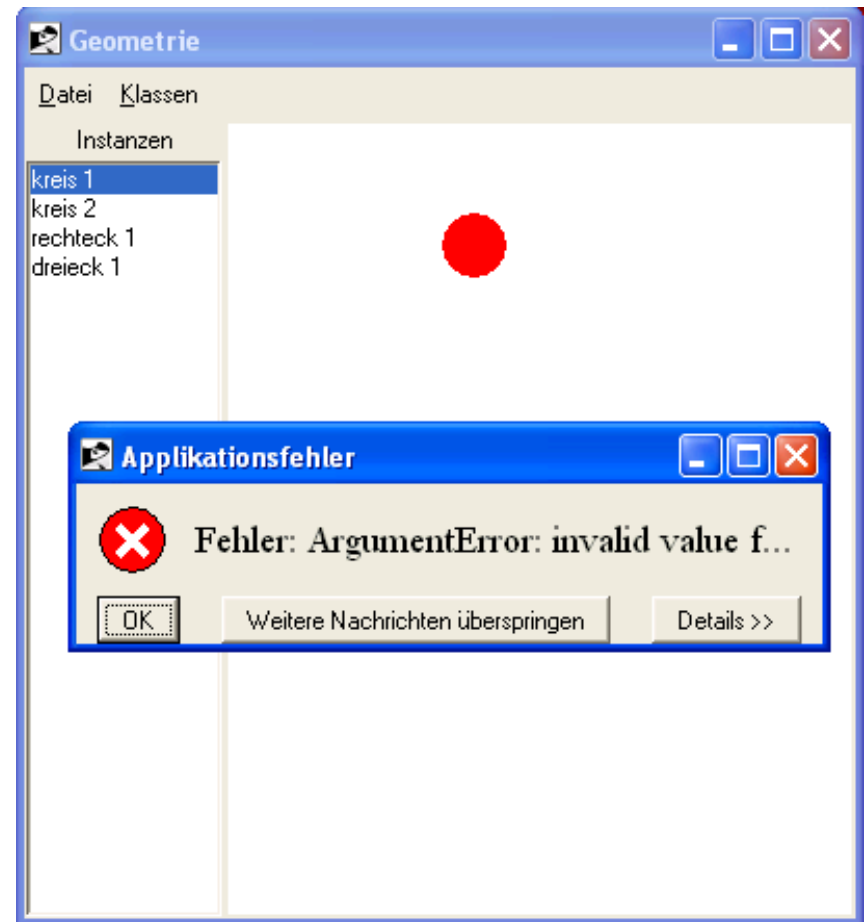 Geometrie
Datei Klassen
Instanzen
kreis 1
kreis 2
rechteck 1
dreieck 1
Applikationsfehler
Fehler: ArgumentError: invalid value f...
OK Weitere Nachrichten überspringen Details >>